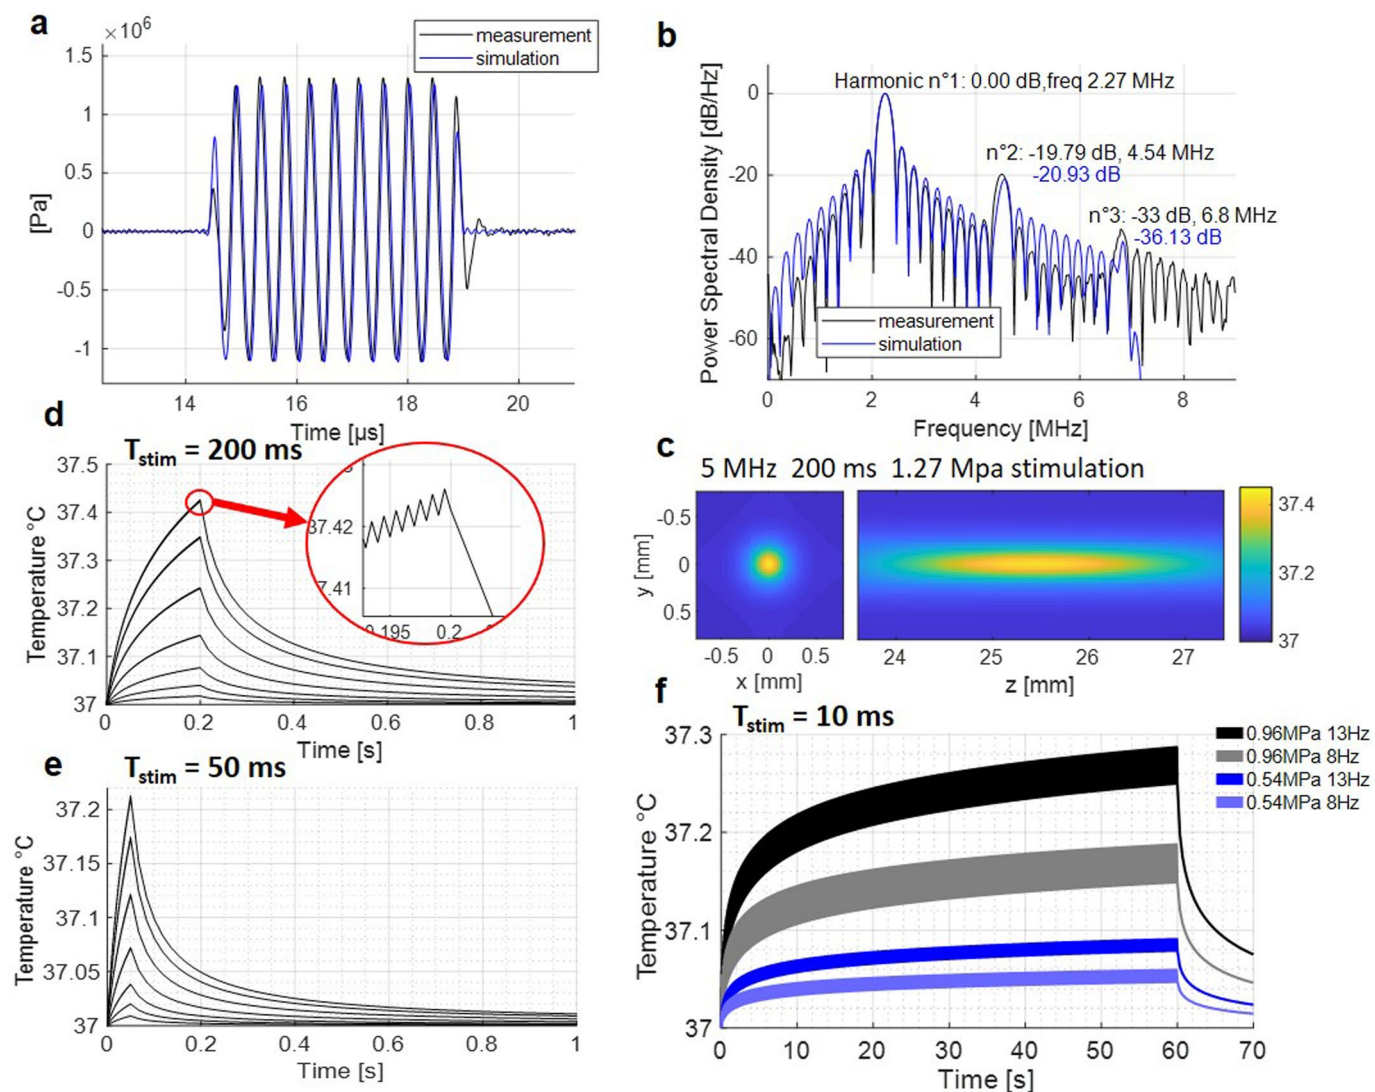 a
×10⁶
measurement
simulation
1.5
1
0.5
0
-0.5
-1
[Pa]
14
16
18
20
Time [µs]
b
Harmonic n°1: 0.00 dB,freq 2.27 MHz
n°2: -19.79 dB, 4.54 MHz
-20.93 dB
n°3: -33 dB, 6.8 MHz
-36.13 dB
measurement
simulation
0
-20
-40
-60
Power Spectral Density [dB/Hz]
0
2
4
6
8
Frequency [MHz]
c
5 MHz 200 ms 1.27 Mpa stimulation
-0.5
0
0.5
y [mm]
-0.5
0
0.5
x [mm]
24
25
26
27
z [mm]
37.4
37.2
37
d
Tstim = 200 ms
37.5
37.4
37.3
37.2
37.1
37
Temperature °C
37.42
7.41
0.195
0.2
0
0.2
0.4
0.6
0.8
1
Time [s]
e
Tstim = 50 ms
37.2
37.15
37.1
37.05
37
Temperature °C
0
0.2
0.4
0.6
0.8
1
Time [s]
f
Tstim = 10 ms
0.96MPa 13Hz
0.96MPa 8Hz
0.54MPa 13Hz
0.54MPa 8Hz
37.3
37.2
37.1
37
Temperature °C
0
10
20
30
40
50
60
70
Time [s]